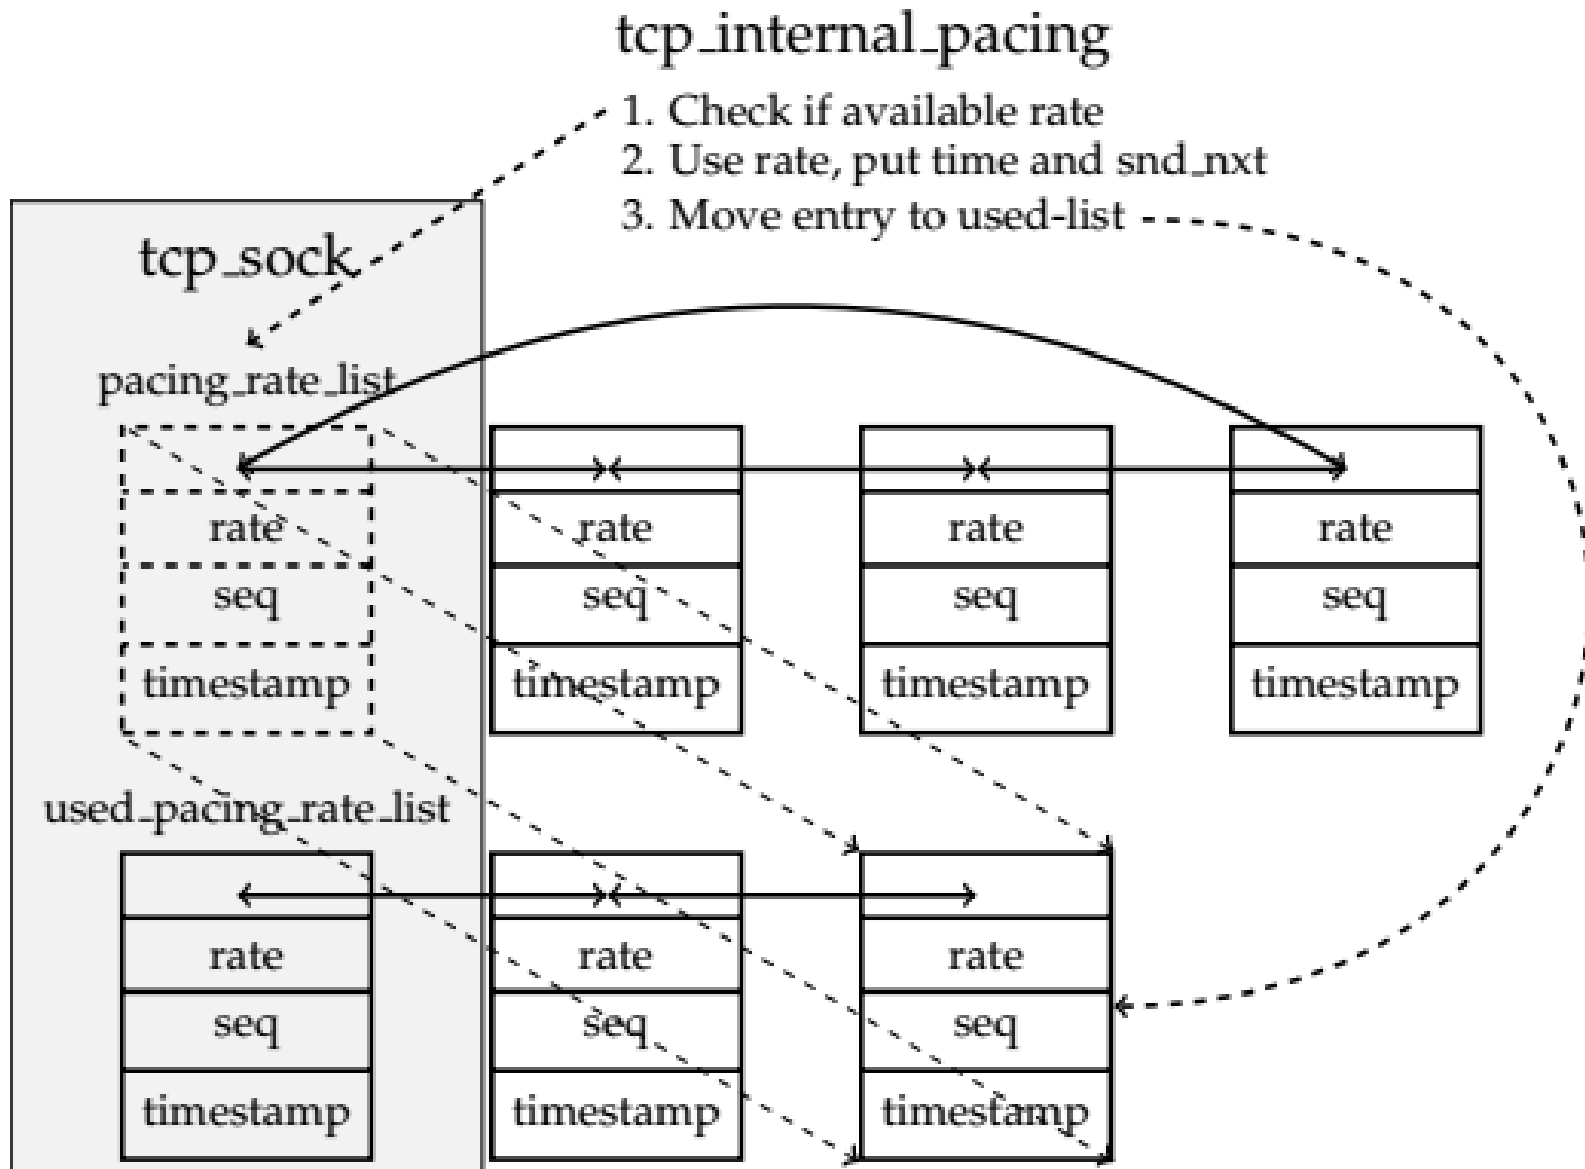 tcp_internal_pacing
1. Check if available rate
2. Use rate, put time and snd_nxt
3. Move entry to used-list
tcp_sock
pacing_rate_list
rate rate rate rate
seq seq seq seq
timestamp timestamp timestamp timestamp
used_pacing_rate_list
rate rate rate
seq seq seq
timestamp timestamp timestamp